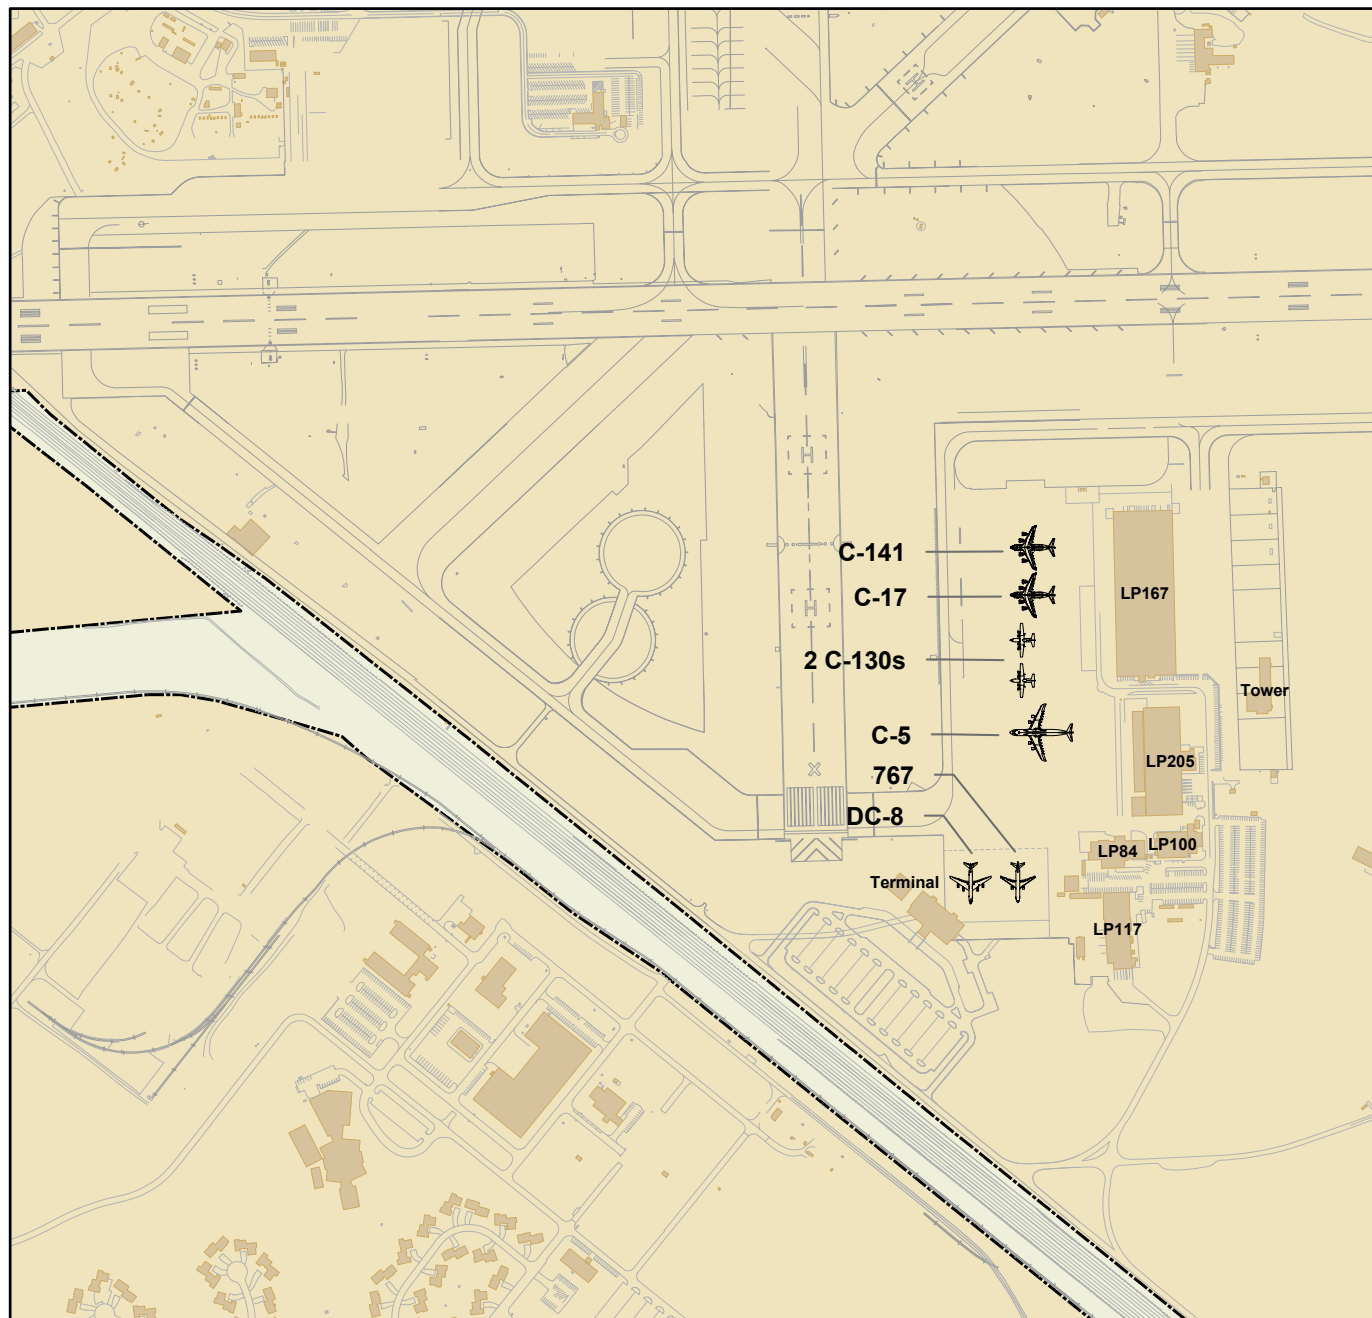 H
H
C-141
C-17
LP167
2 C-130s
Tower
C-5
LP205
767
DC-8
LP84
LP100
Terminal
LP117